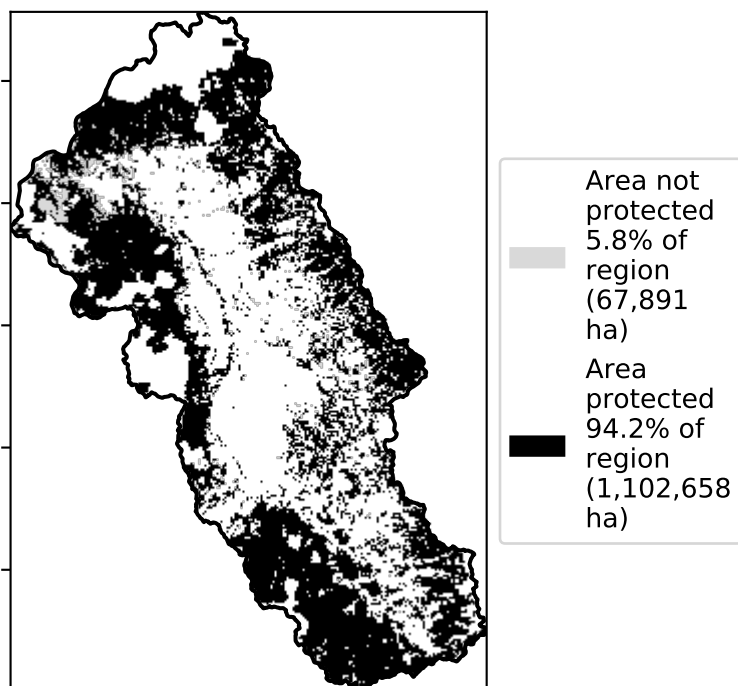 Area not
protected
5.8% of
region
(67,891
ha)
Area
protected
94.2% of
region
(1,102,658
ha)